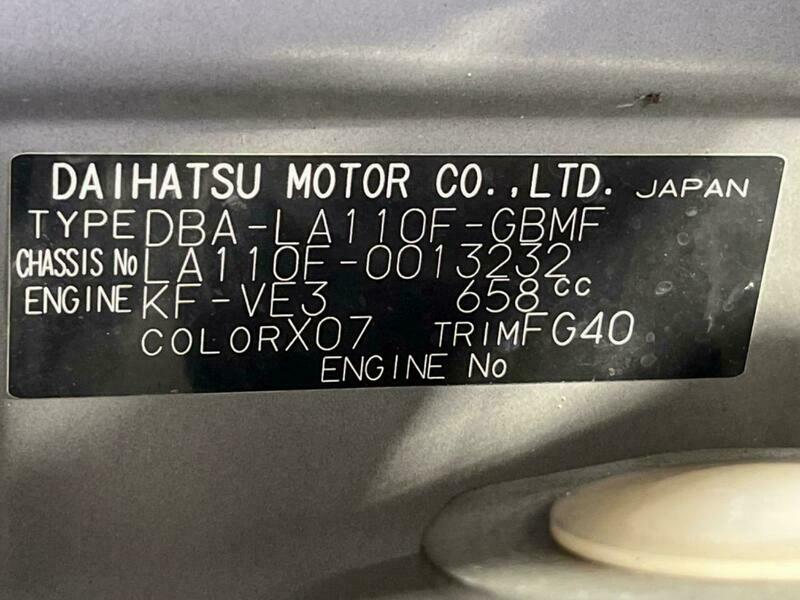 DAIHATSU MOTOR CO.,LTD. JAPAN
TYPE DBA-LA110F-GBMF
CHASSIS No LA110F-0013232
ENGINE KF-VE3 658cc
COLOR X07 TRIM FG40
ENGINE No